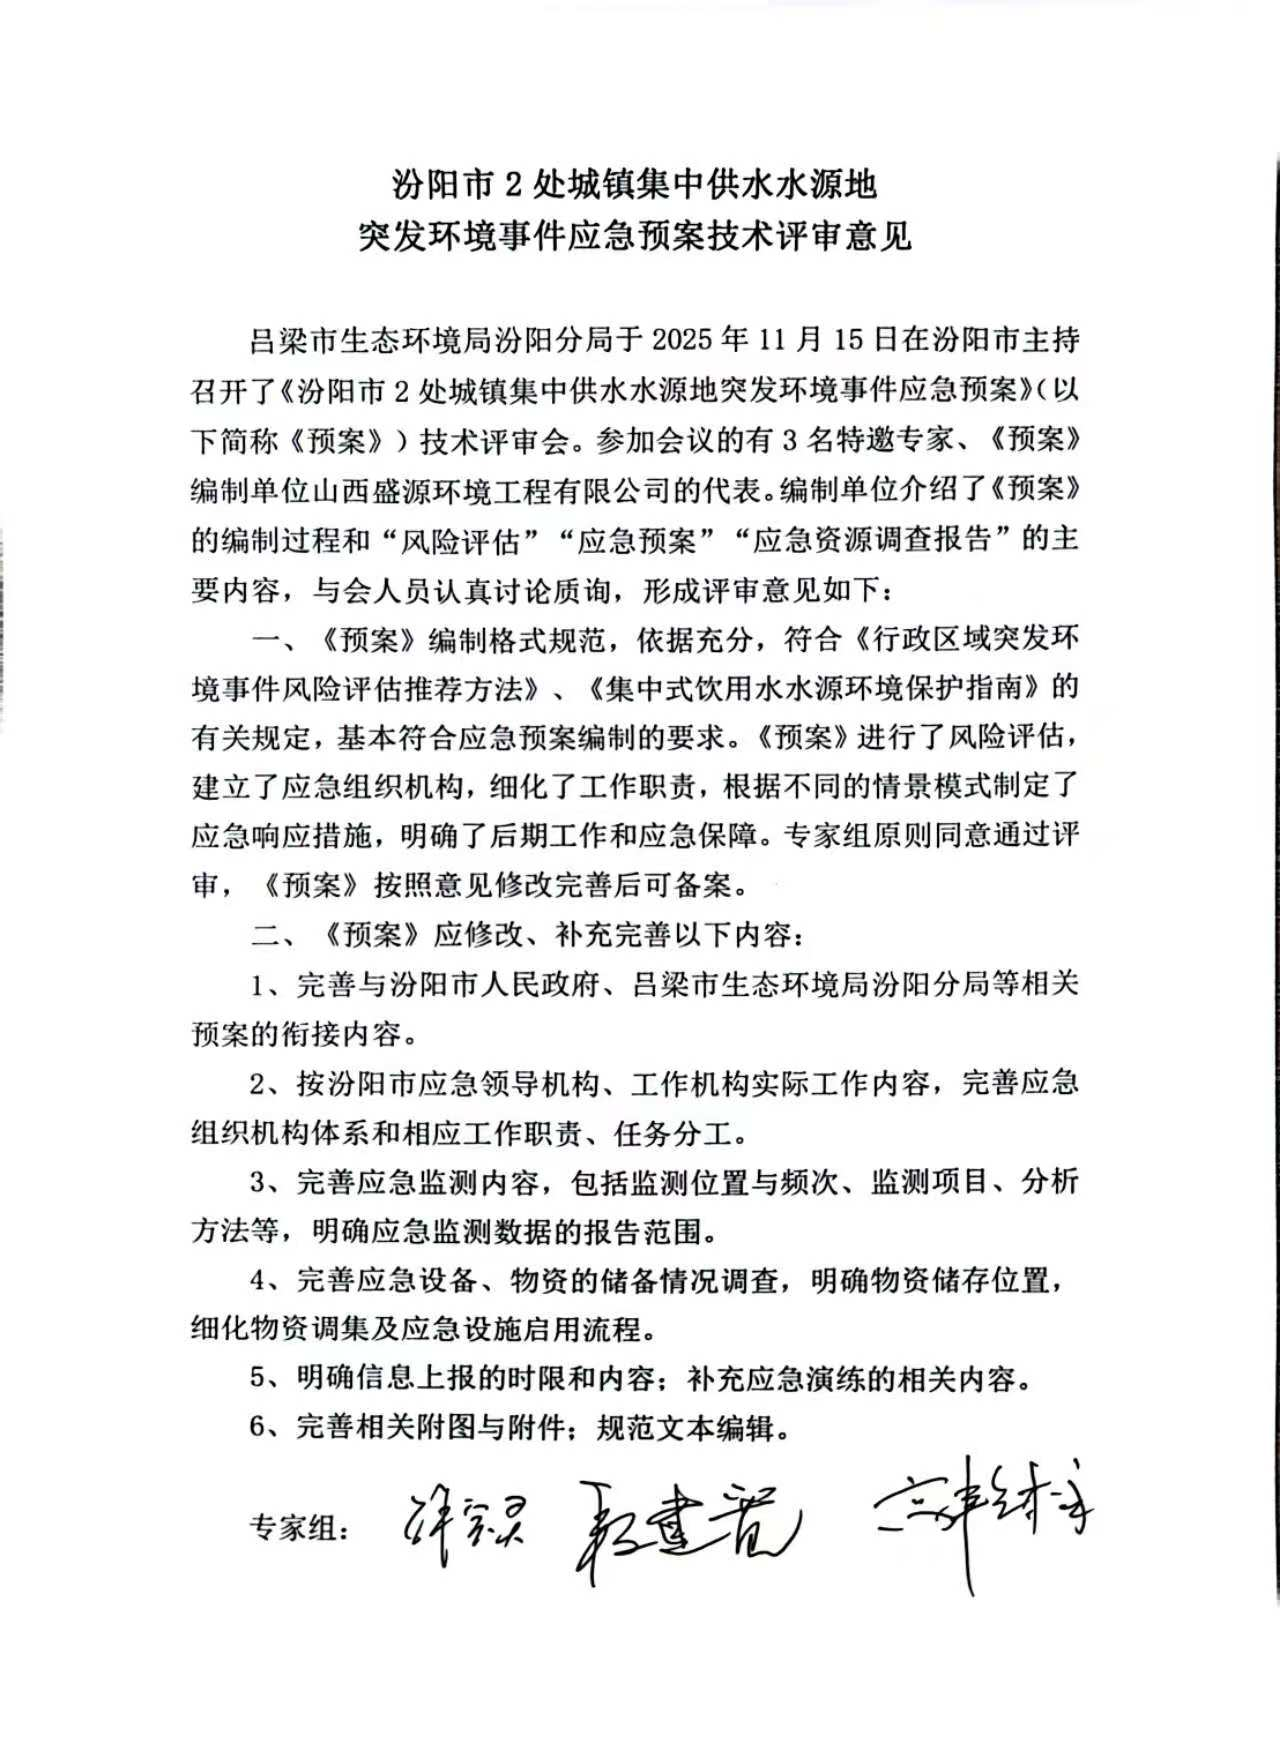 汾阳市2处城镇集中供水水源地
突发环境事件应急预案技术评审意见
吕梁市生态环境局汾阳分局于2025年11月15日在汾阳市主持
召开了《汾阳市2处城镇集中供水水源地突发环境事件应急预案》（以
下简称《预案》）技术评审会。参加会议的有3名特邀专家、《预案》
编制单位山西盛源环境工程有限公司的代表。编制单位介绍了《预案》
的编制过程和“风险评估”“应急预案”“应急资源调查报告”的主
要内容，与会人员认真讨论质询，形成评审意见如下：
一、《预案》编制格式规范，依据充分，符合《行政区域突发环
境事件风险评估推荐方法》、《集中式饮用水水源环境保护指南》的
有关规定，基本符合应急预案编制的要求。《预案》进行了风险评估，
建立了应急组织机构，细化了工作职责，根据不同的情景模式制定了
应急响应措施，明确了后期工作和应急保障。专家组原则同意通过评
审，《预案》按照意见修改完善后可备案。
二、《预案》应修改、补充完善以下内容：
1、完善与汾阳市人民政府、吕梁市生态环境局汾阳分局等相关
预案的衔接内容。
2、按汾阳市应急领导机构、工作机构实际工作内容，完善应急
组织机构体系和相应工作职责、任务分工。
3、完善应急监测内容，包括监测位置与频次、监测项目、分析
方法等，明确应急监测数据的报告范围。
4、完善应急设备、物资的储备情况调查，明确物资储存位置，
细化物资调集及应急设施启用流程。
5、明确信息上报的时限和内容；补充应急演练的相关内容。
6、完善相关附图与附件；规范文本编辑。
专家组：